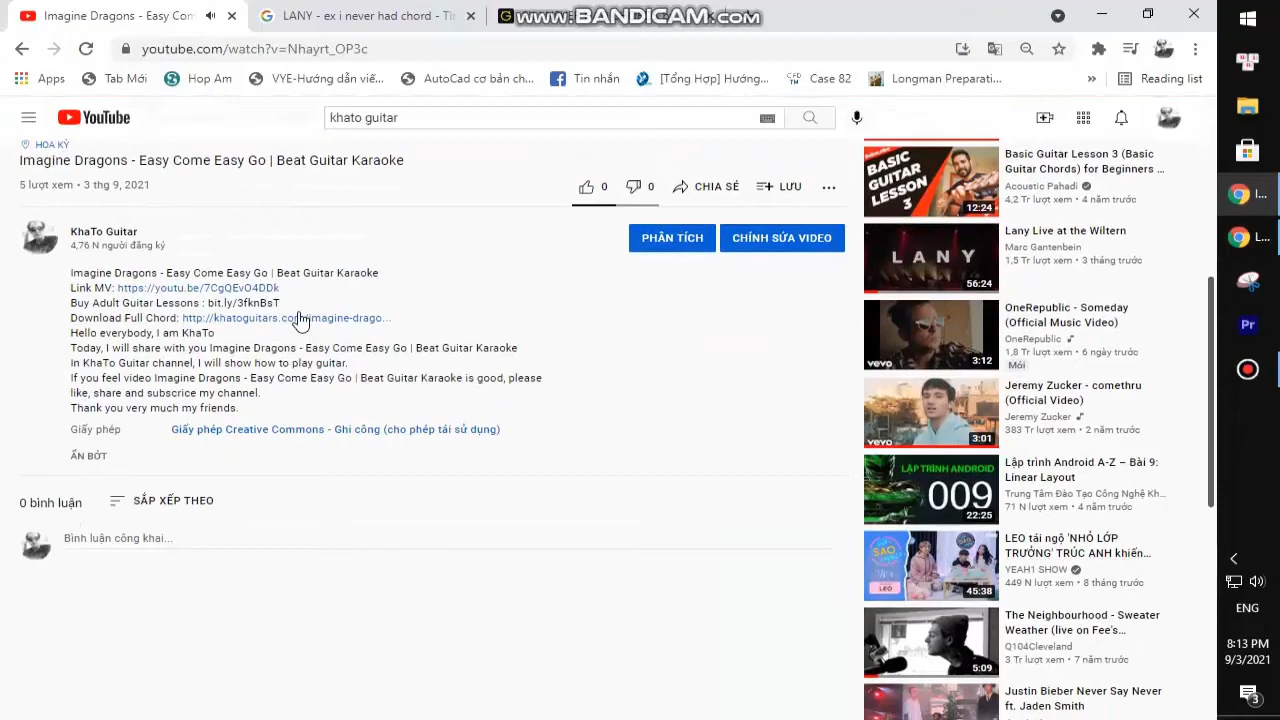 Imagine Dragons - Easy Come Easy G
LANY - ex i never had chord - Th
www.BANDICAM.com
youtube.com/watch?v=Nhayrt_OP3c
Apps
Tab Mới
Hop Am
VYE-Hướng dẫn viế...
AutoCad cơ bản ch...
Tin nhắn
[Tổng Hợp] Hướng...
Case 82
Longman Preparati...
»
Reading list
YouTube
khato guitar
HOA KỲ
Imagine Dragons - Easy Come Easy Go | Beat Guitar Karaoke
5 lượt xem • 3 thg 9, 2021
0
0
CHIA SẺ
LƯU
KhaTo Guitar
4,76 N người đăng ký
PHÂN TÍCH
CHỈNH SỬA VIDEO
Imagine Dragons - Easy Come Easy Go | Beat Guitar Karaoke
Link MV: https://youtu.be/7CgQEvO4DDk
Buy Adult Guitar Lessons : bit.ly/3fknBsT
Download Full Chord: http://khatoguitars.com/imagine-drago...
Hello everybody, I am KhaTo
Today, I will share with you Imagine Dragons - Easy Come Easy Go | Beat Guitar Karaoke
In KhaTo Guitar channel, I will show how to play guitar.
If you feel video Imagine Dragons - Easy Come Easy Go | Beat Guitar Karaoke is good, please
like, share and subscrice my channel.
Thank you very much my friends.
Giấy phép
Giấy phép Creative Commons - Ghi công (cho phép tái sử dụng)
ẨN BỚT
0 bình luận
SẮP XẾP THEO
Bình luận công khai...
BASIC
GUITAR
LESSON
3
12:24
Basic Guitar Lesson 3 (Basic
Guitar Chords) for Beginners ...
Acoustic Pahadi
4,2 Tr lượt xem • 4 năm trước
LANY
56:24
Lany Live at the Wiltern
Marc Gantenbein
1,5 Tr lượt xem • 3 tháng trước
vevo
3:12
OneRepublic - Someday
(Official Music Video)
OneRepublic
1,8 Tr lượt xem • 6 ngày trước
Mới
vevo
3:01
Jeremy Zucker - comethru
(Official Video)
Jeremy Zucker
383 Tr lượt xem • 2 năm trước
LẬP TRÌNH ANDROID
009
22:25
Lập trình Android A-Z – Bài 9:
Linear Layout
Trung Tâm Đào Tạo Công Nghệ Kh...
71 N lượt xem • 4 năm trước
SAO
LEO
45:38
LEO tái ngộ 'NHỎ LỚP
TRƯỞNG' TRÚC ANH khiến...
YEAH1 SHOW
449 N lượt xem • 8 tháng trước
5:09
The Neighbourhood - Sweater
Weather (live on Fee's...
Q104Cleveland
3 Tr lượt xem • 7 năm trước
Justin Bieber Never Say Never
ft. Jaden Smith
I...
L...
Pr
ENG
8:13 PM
9/3/2021
3